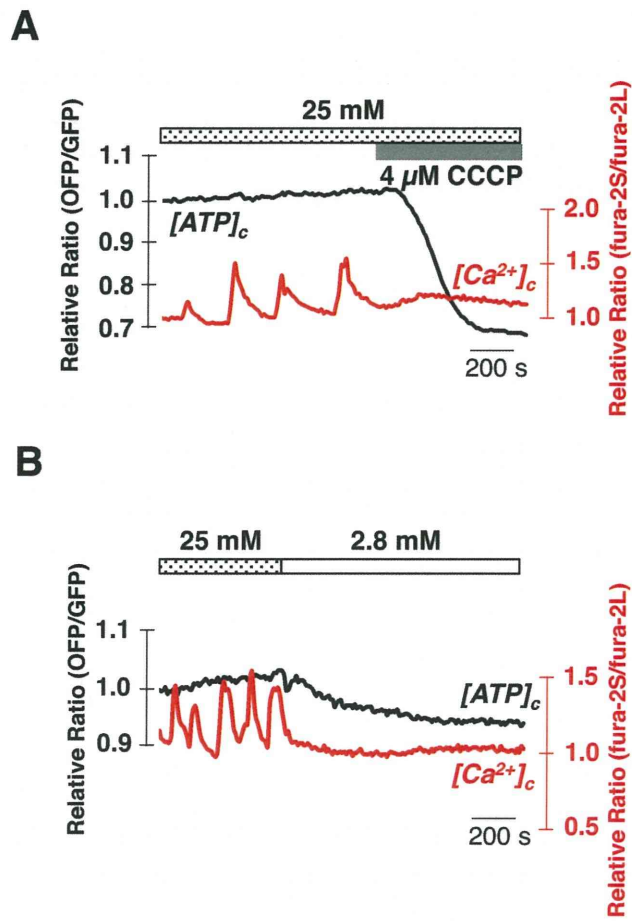 A
25 mM
4 µM CCCP
Relative Ratio (OFP/GFP)
1.1
1.0
0.9
0.8
0.7
[ATP]c
[Ca2+]c
2.0
1.5
1.0
Relative Ratio (fura-2S/fura-2L)
200 s
B
25 mM
2.8 mM
Relative Ratio (OFP/GFP)
1.1
1.0
0.9
[ATP]c
[Ca2+]c
1.5
1.0
0.5
Relative Ratio (fura-2S/fura-2L)
200 s